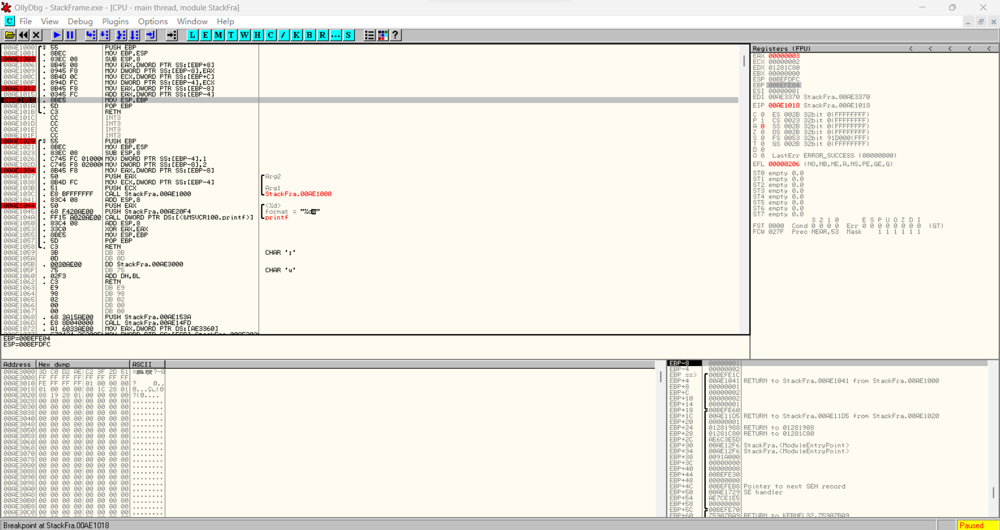 OllyDbg - StackFrame.exe - [CPU - main thread, module StackFra]
C File View Debug Plugins Options Window Help
L E M T W H C / K B R ... S ?
00AE1000 $ 55 PUSH EBP
00AE1001 . 8BEC MOV EBP,ESP
00AE1003 . 83EC 08 SUB ESP,8
00AE1006 . 8B45 08 MOV EAX,DWORD PTR SS:[EBP+8]
00AE1009 . 8945 F8 MOV DWORD PTR SS:[EBP-8],EAX
00AE100C . 8B4D 0C MOV ECX,DWORD PTR SS:[EBP+C]
00AE100F . 894D FC MOV DWORD PTR SS:[EBP-4],ECX
00AE1012 . 8B45 F8 MOV EAX,DWORD PTR SS:[EBP-8]
00AE1015 . 0345 FC ADD EAX,DWORD PTR SS:[EBP-4]
00AE1018 . 8BE5 MOV ESP,EBP
00AE101A . 5D POP EBP
00AE101B . C3 RETN
00AE101C CC INT3
00AE101D CC INT3
00AE101E CC INT3
00AE101F CC INT3
00AE1020 $ 55 PUSH EBP
00AE1021 . 8BEC MOV EBP,ESP
00AE1023 . 83EC 08 SUB ESP,8
00AE1026 . C745 FC 010000 MOV DWORD PTR SS:[EBP-4],1
00AE102D . C745 F8 020000 MOV DWORD PTR SS:[EBP-8],2
00AE1034 . 8B45 F8 MOV EAX,DWORD PTR SS:[EBP-8]
00AE1037 . 50 PUSH EAX Arg2
00AE1038 . 8B4D FC MOV ECX,DWORD PTR SS:[EBP-4]
00AE103B . 51 PUSH ECX Arg1
00AE103C . E8 BFFFFFFF CALL StackFra.00AE1000 StackFra.00AE1000
00AE1041 . 83C4 08 ADD ESP,8
00AE1044 . 50 PUSH EAX <%d>
00AE1045 . 68 F420AE00 PUSH StackFra.00AE20F4 format = "%d◘"
00AE104A . FF15 A020AE00 CALL DWORD PTR DS:[<&MSVCR100.printf>] printf
00AE1050 . 83C4 08 ADD ESP,8
00AE1053 . 33C0 XOR EAX,EAX
00AE1055 . 8BE5 MOV ESP,EBP
00AE1057 . 5D POP EBP
00AE1058 . C3 RETN
00AE1059 3B DB 3B CHAR ';'
00AE105A 0D DB 0D
00AE105B . 0030AE00 DD StackFra.00AE3000
00AE105F 75 DB 75 CHAR 'u'
00AE1060 . 02F3 ADD DH,BL
00AE1062 . C3 RETN
00AE1063 E9 DB E9
00AE1064 98 DB 98
00AE1065 02 DB 02
00AE1066 00 DB 00
00AE1067 00 DB 00
00AE1068 . 68 3A15AE00 PUSH StackFra.00AE153A
00AE106D . E8 8B040000 CALL StackFra.00AE14FD
00AE1072 . A1 6033AE00 MOV EAX,DWORD PTR DS:[AE3360]
EBP=00BEFE04
ESP=00BEFDFC
Registers (FPU) < < < < <
EAX 00000003
ECX 00000002
EDX 01281C80
EBX 00000000
ESP 00BEFDFC
EBP 00BEFE04
ESI 00000001
EDI 00AE3370 StackFra.00AE3370
EIP 00AE1018 StackFra.00AE1018
C 0 ES 002B 32bit 0(FFFFFFFF)
P 1 CS 0023 32bit 0(FFFFFFFF)
A 0 SS 002B 32bit 0(FFFFFFFF)
Z 0 DS 002B 32bit 0(FFFFFFFF)
S 0 FS 0053 32bit 91D000(FFF)
T 0 GS 002B 32bit 0(FFFFFFFF)
D 0
O 0 LastErr ERROR_SUCCESS (00000000)
EFL 00000206 (NO,NB,NE,A,NS,PE,GE,G)
ST0 empty 0.0
ST1 empty 0.0
ST2 empty 0.0
ST3 empty 0.0
ST4 empty 0.0
ST5 empty 0.0
ST6 empty 0.0
ST7 empty 0.0
3 2 1 0 E S P U O Z D I
FST 0000 Cond 0 0 0 0 Err 0 0 0 0 0 0 0 0 (GT)
FCW 027F Prec NEAR,53 Mask 1 1 1 1 1 1
Address Hex dump ASCII
00AE3000 3D C0 D2 AE C2 3F 2D 51
00AE3008 FF FF FF FF FF FF FF FF
00AE3010 FE FF FF FF 01 00 00 00
00AE3018 01 00 00 00 80 1C 28 01
00AE3020 88 19 28 01 00 00 00 00
00AE3028 00 00 00 00 00 00 00 00 ........
00AE3030 00 00 00 00 00 00 00 00 ........
00AE3038 00 00 00 00 00 00 00 00 ........
00AE3040 00 00 00 00 00 00 00 00 ........
00AE3048 00 00 00 00 00 00 00 00 ........
00AE3050 00 00 00 00 00 00 00 00 ........
00AE3058 00 00 00 00 00 00 00 00 ........
00AE3060 00 00 00 00 00 00 00 00 ........
00AE3068 00 00 00 00 00 00 00 00 ........
00AE3070 00 00 00 00 00 00 00 00 ........
00AE3078 00 00 00 00 00 00 00 00 ........
00AE3080 00 00 00 00 00 00 00 00 ........
00AE3088 00 00 00 00 00 00 00 00 ........
00AE3090 00 00 00 00 00 00 00 00 ........
00AE3098 00 00 00 00 00 00 00 00 ........
00AE30A0 00 00 00 00 00 00 00 00 ........
00AE30A8 00 00 00 00 00 00 00 00 ........
00AE30B0 00 00 00 00 00 00 00 00 ........
00AE30B8 00 00 00 00 00 00 00 00 ........
00AE30C0 00 00 00 00 00 00 00 00 ........
EBP-8 00000001
EBP-4 00000002
EBP ==> 00BEFE1C
EBP+4 00AE1041 RETURN to StackFra.00AE1041 from StackFra.00AE1000
EBP+8 00000001
EBP+C 00000002
EBP+10 00000002
EBP+14 00000001
EBP+18 00BEFE60
EBP+1C 00AE11D5 RETURN to StackFra.00AE11D5 from StackFra.00AE1020
EBP+20 00000001
EBP+24 01281988 RETURN to 01281988
EBP+28 01281C80 RETURN to 01281C80
EBP+2C AE6C3E5D
EBP+30 00AE12F6 StackFra.<ModuleEntryPoint>
EBP+34 00AE12F6 StackFra.<ModuleEntryPoint>
EBP+38 0091A000
EBP+3C 00000000
EBP+40 00000000
EBP+44 00BEFE30
EBP+48 00000000
EBP+4C 00BEFEB8 Pointer to next SEH record
EBP+50 00AE1729 SE handler
EBP+54 AE7CE1E5
EBP+58 00000000
EBP+5C 00BEFE70
EBP+60 75907BA9 RETURN to KERNEL32.75907BA9
Breakpoint at StackFra.00AE1018
Paused